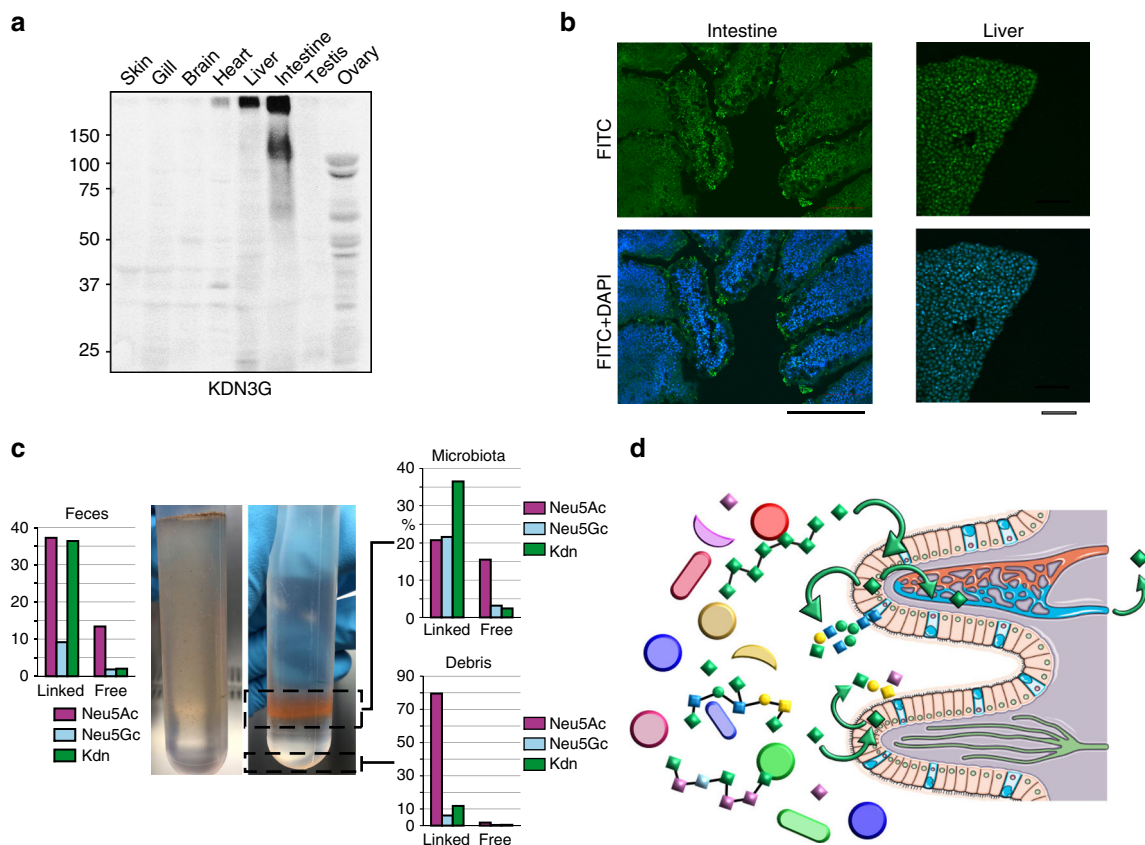 a
Skin Gill Brain Heart Liver Intestine Testis Ovary
150
100
75
50
37
25
KDN3G
b
Intestine Liver
FITC
FITC+DAPI
c
Feces
40
30
20
10
0
Linked Free
Neu5Ac
Neu5Gc
Kdn
Microbiota
40
%
20
10
0
Linked Free
Neu5Ac
Neu5Gc
Kdn
Debris
90
70
50
30
10
0
Linked Free
Neu5Ac
Neu5Gc
Kdn
d